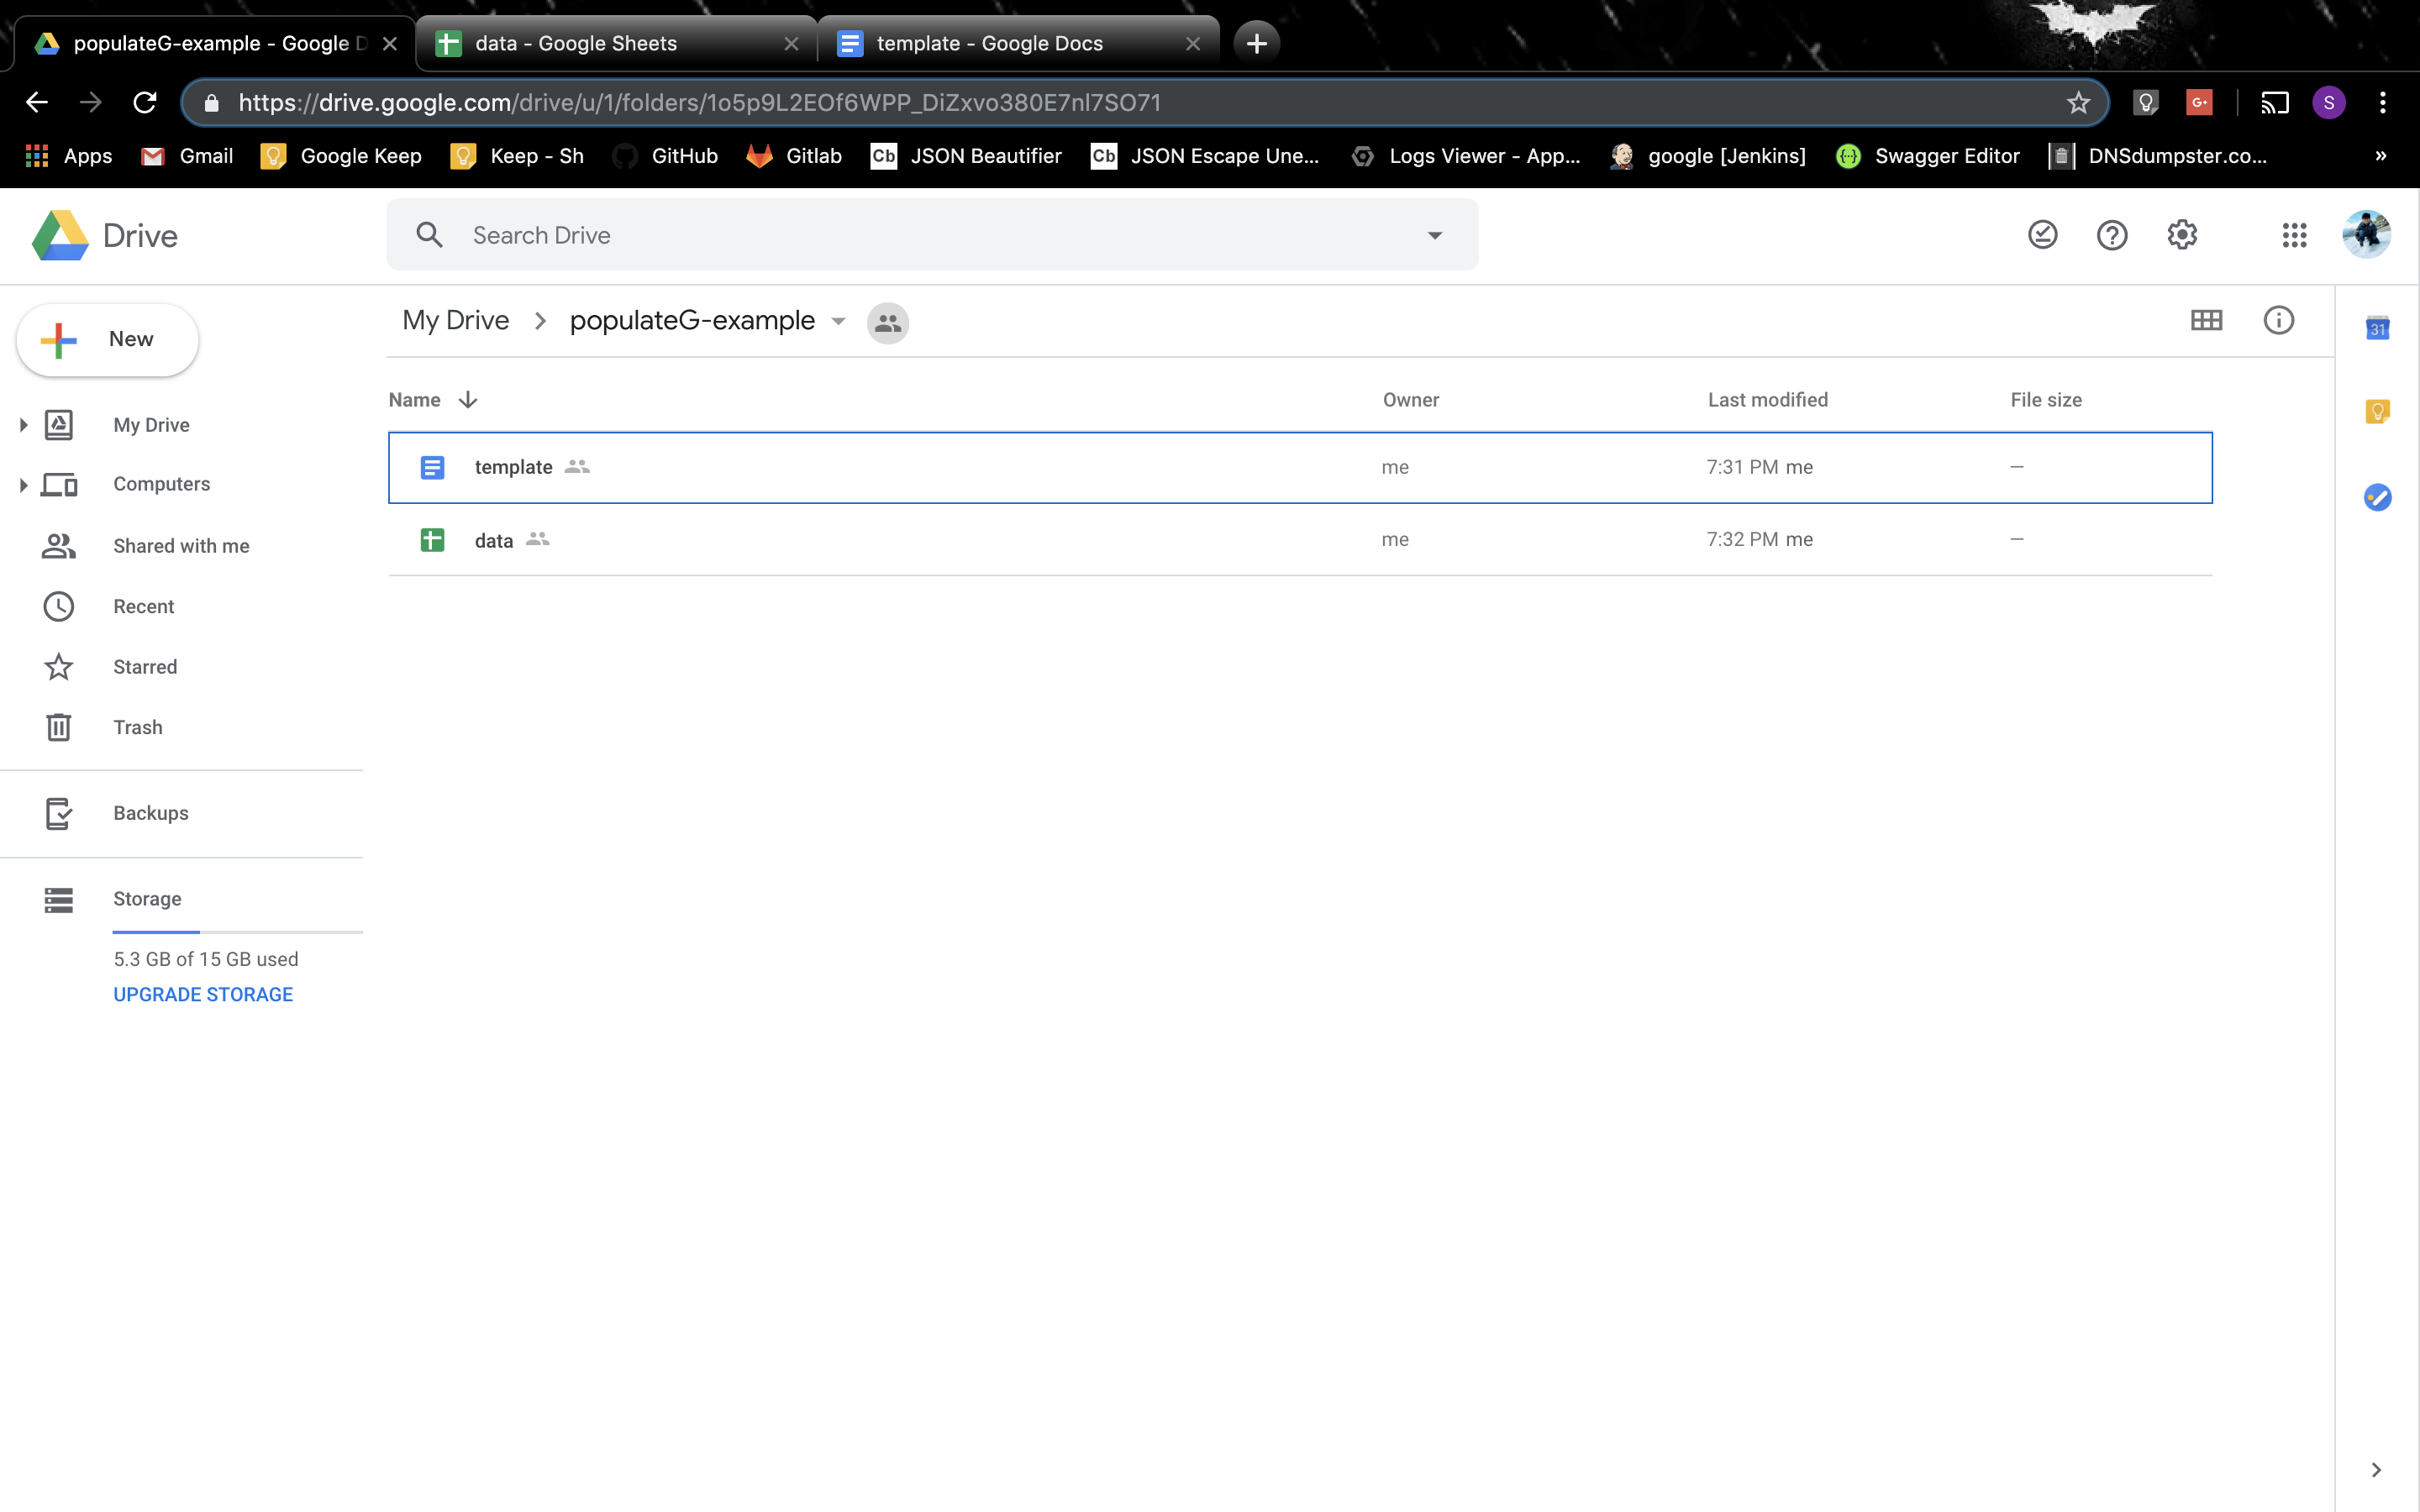 populateG-example - Google D
data - Google Sheets
template - Google Docs
https://drive.google.com/drive/u/1/folders/1o5p9L2EOf6WPP_DiZxvo380E7nl7SO71
G+
S
Apps
Gmail
Google Keep
Keep - Sh
GitHub
Gitlab
Cb JSON Beautifier
Cb JSON Escape Une...
Logs Viewer - App...
google [Jenkins]
Swagger Editor
DNSdumpster.co...
»
Drive
Search Drive
New
My Drive > populateG-example
31
Name
Owner
Last modified
File size
template
me
7:31 PM me
—
data
me
7:32 PM me
—
My Drive
Computers
Shared with me
Recent
Starred
Trash
Backups
Storage
5.3 GB of 15 GB used
UPGRADE STORAGE